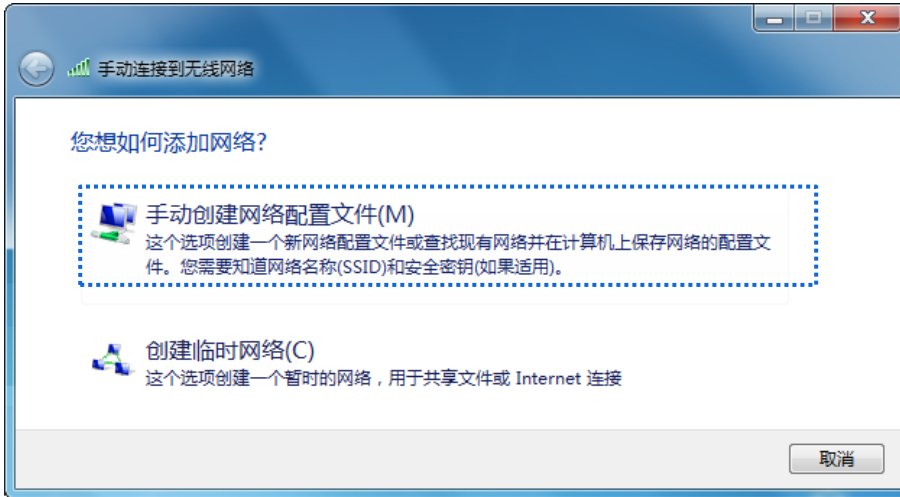 手动连接到无线网络
您想如何添加网络?
手动创建网络配置文件(M)
这个选项创建一个新网络配置文件或查找现有网络并在计算机上保存网络的配置文
件。您需要知道网络名称(SSID)和安全密钥(如果适用)。
创建临时网络(C)
这个选项创建一个暂时的网络，用于共享文件或 Internet 连接
取消